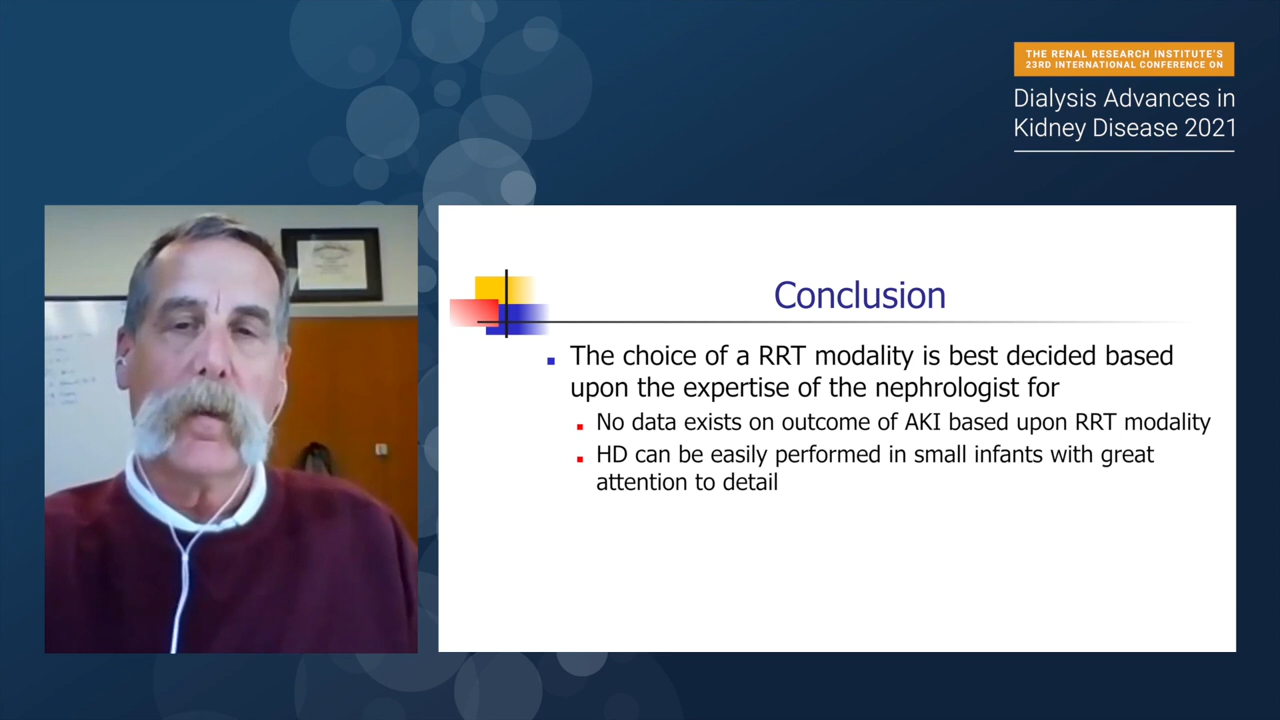 THE RENAL RESEARCH INSTITUTE'S
23RD INTERNATIONAL CONFERENCE ON
Dialysis Advances in
Kidney Disease 2021
Conclusion
The choice of a RRT modality is best decided based
upon the expertise of the nephrologist for
No data exists on outcome of AKI based upon RRT modality
HD can be easily performed in small infants with great
attention to detail